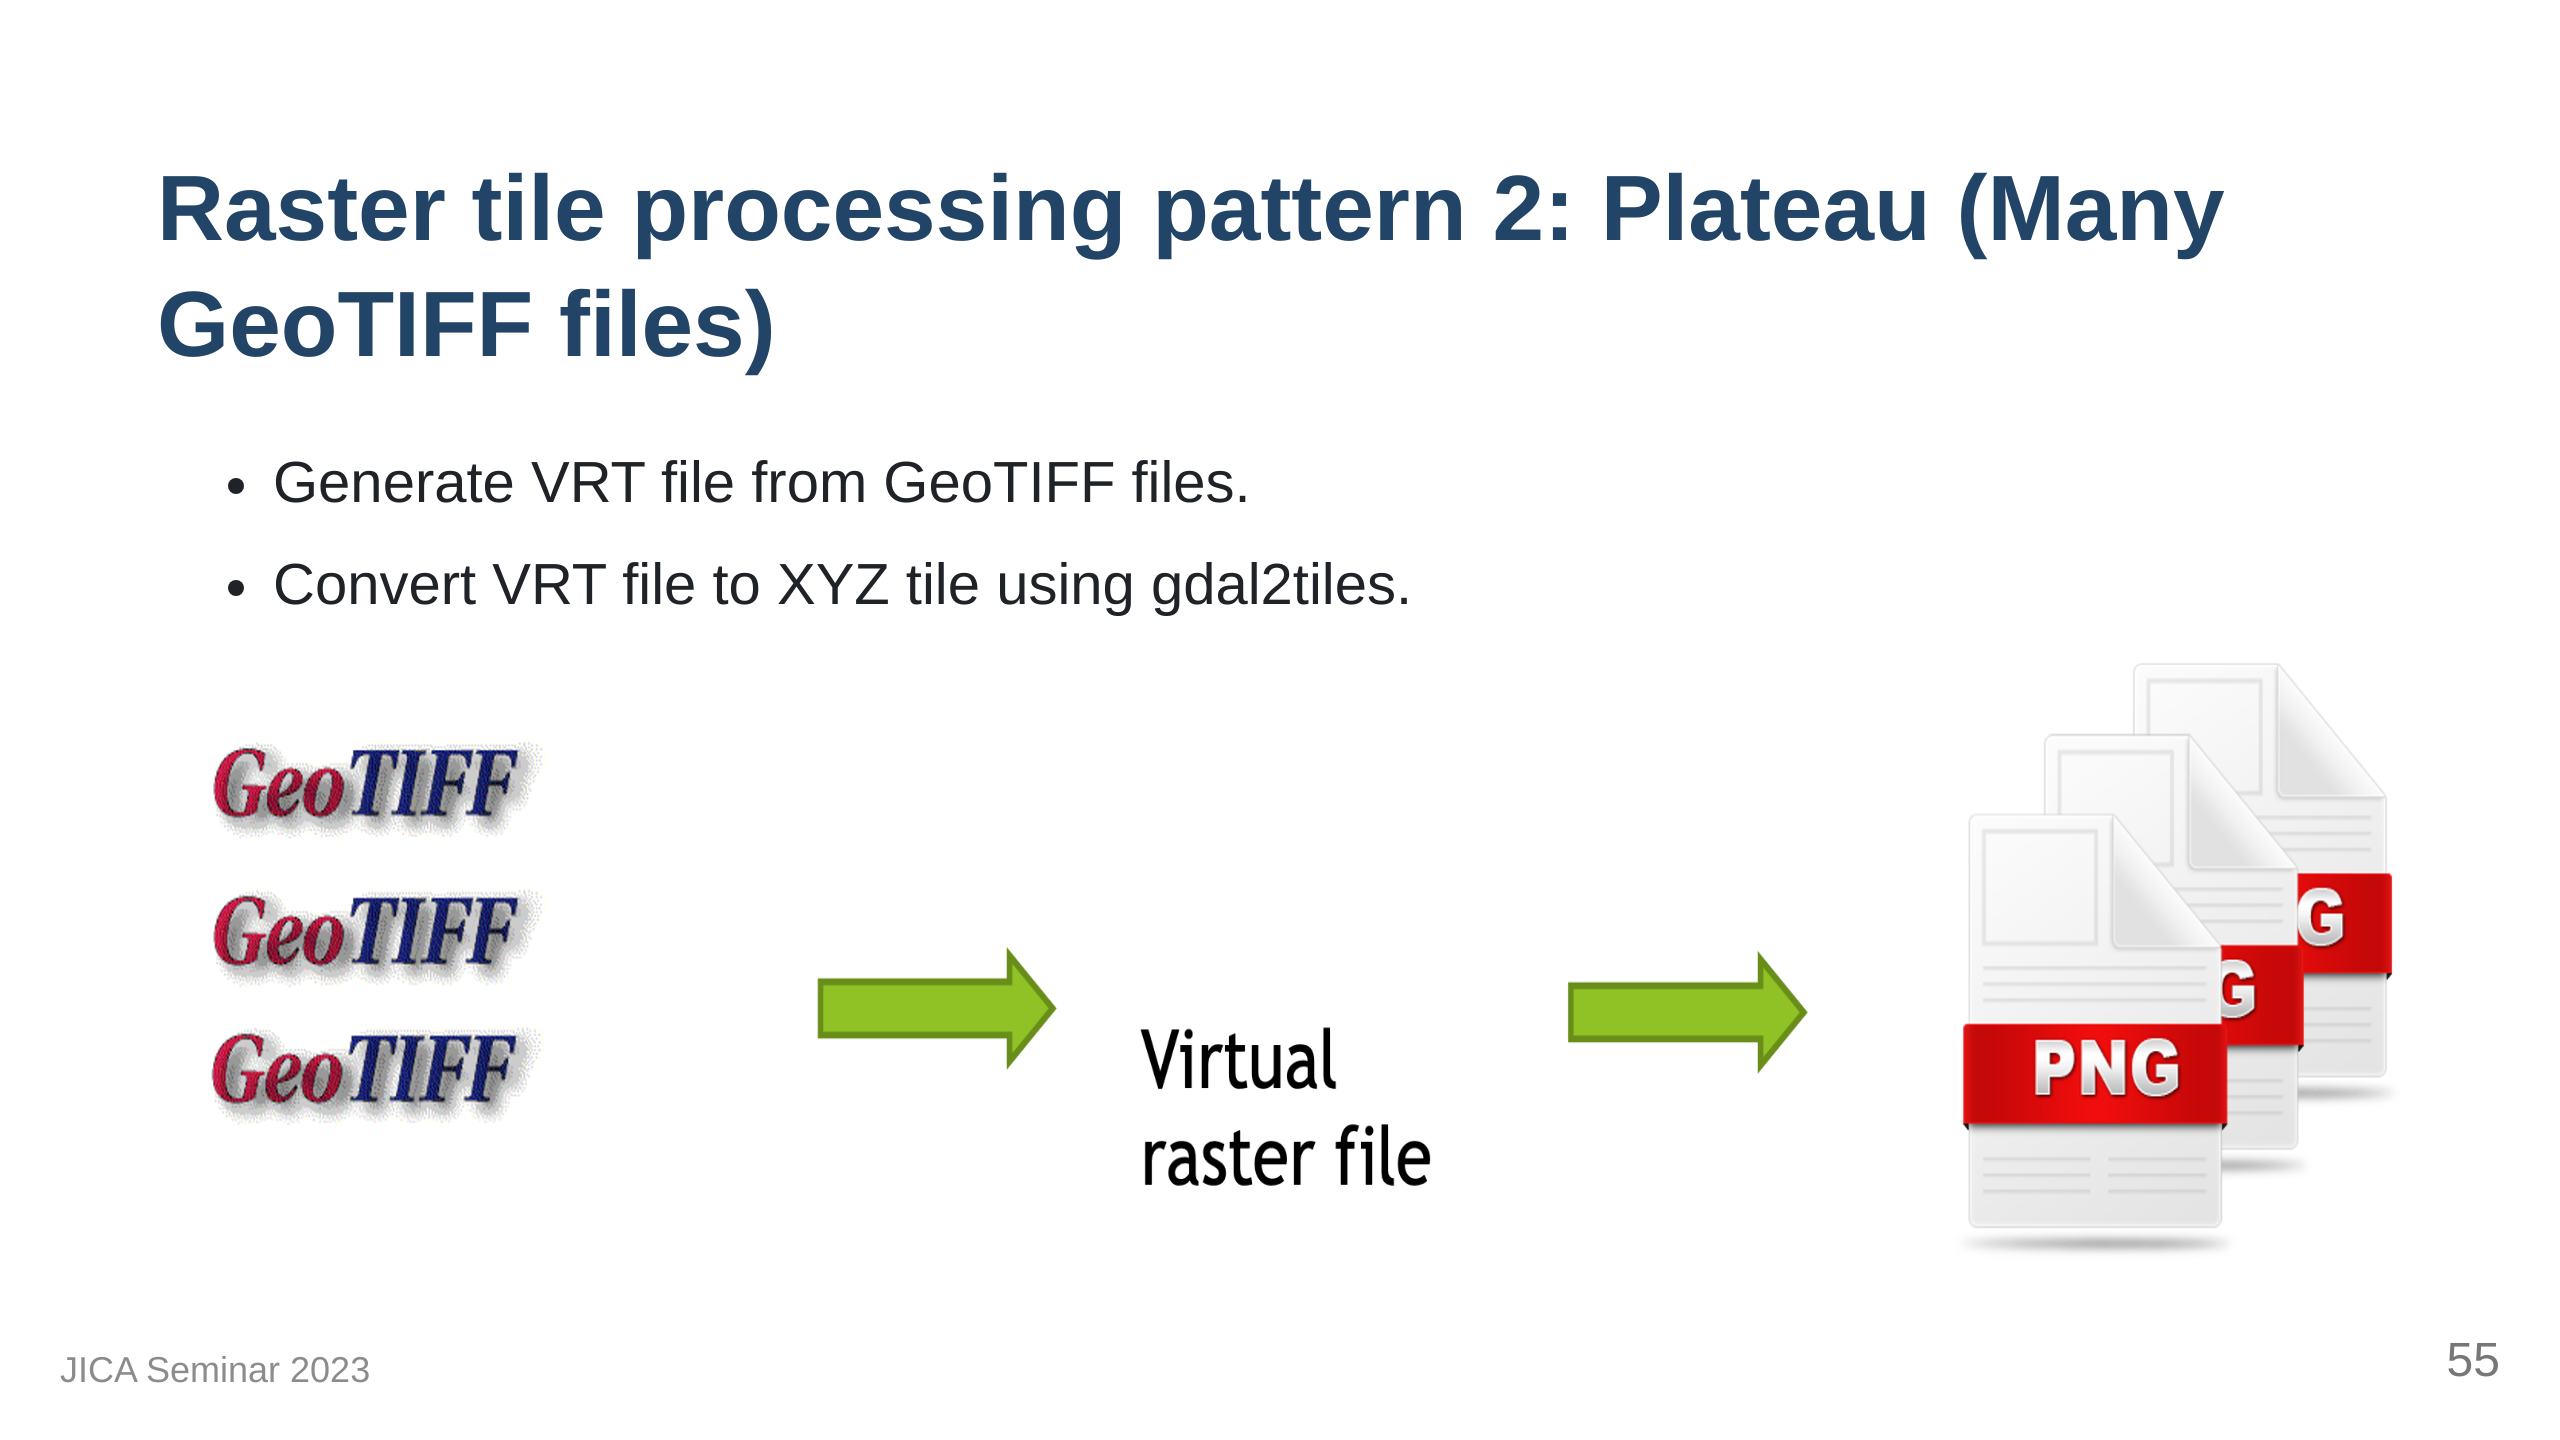 Raster tile processing pattern 2: Plateau (Many
GeoTIFF files)
• Generate VRT file from GeoTIFF files.
• Convert VRT file to XYZ tile using gdal2tiles.
GeoTIFF
GeoTIFF
GeoTIFF
Virtual
raster file
G
G
PNG
JICA Seminar 2023
55